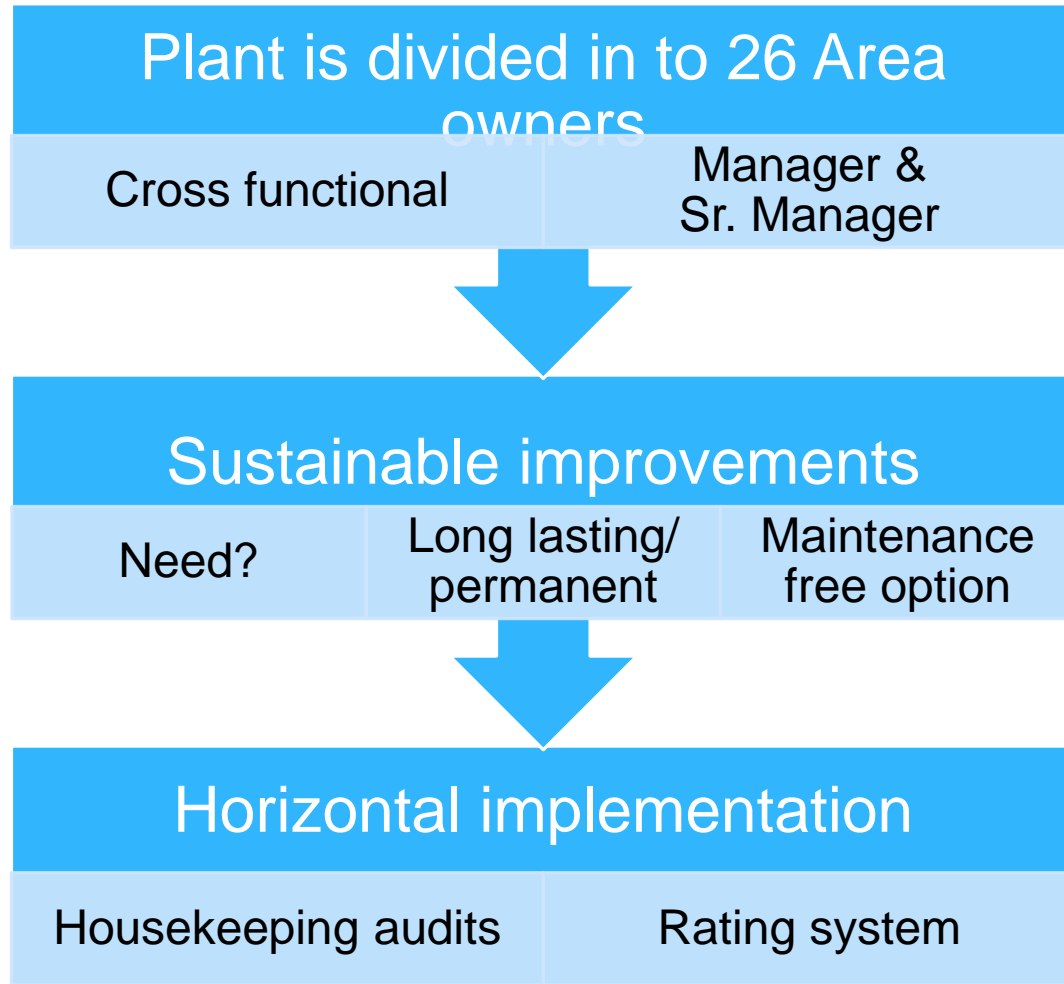 Plant is divided in to 26 Area
owners
Cross functional
Manager &
Sr. Manager
Sustainable improvements
Need?
Long lasting/
permanent
Maintenance
free option
Horizontal implementation
Housekeeping audits
Rating system